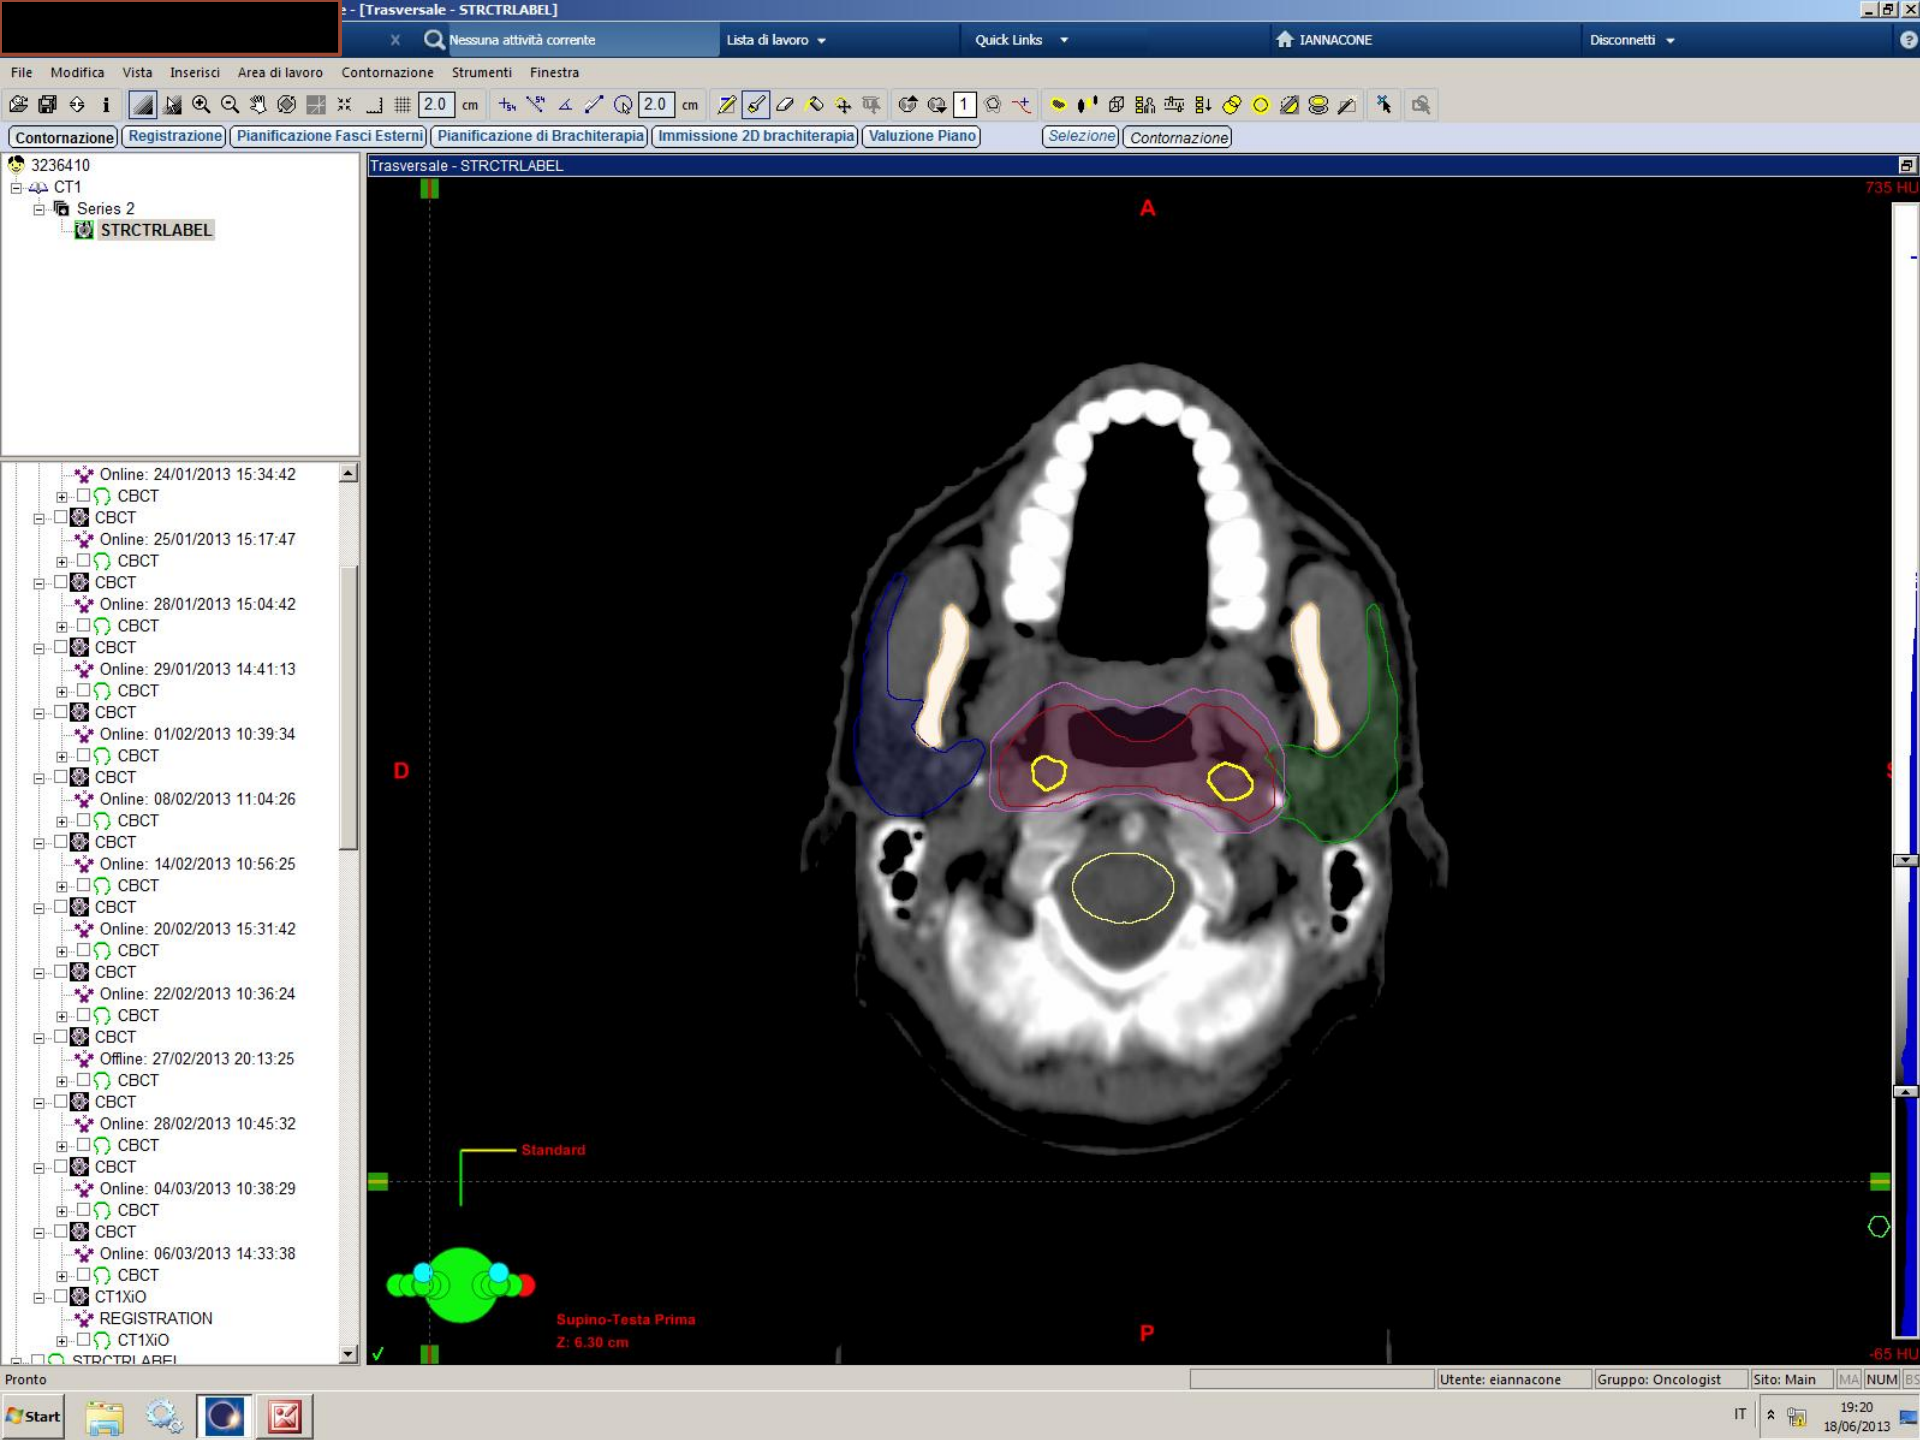 e - [Trasversale - STRCTRLABEL]
X Nessuna attività corrente Lista di lavoro Quick Links IANNACONE Disconnetti
File Modifica Vista Inserisci Area di lavoro Contornazione Strumenti Finestra
2.0 cm 2.0 cm 1
Contornazione Registrazione Pianificazione Fasci Esterni Pianificazione di Brachiterapia Immissione 2D brachiterapia Valuzione Piano Selezione Contornazione
3236410
CT1
Series 2
STRCTRLABEL
Online: 24/01/2013 15:34:42
CBCT
CBCT
Online: 25/01/2013 15:17:47
CBCT
CBCT
Online: 28/01/2013 15:04:42
CBCT
CBCT
Online: 29/01/2013 14:41:13
CBCT
CBCT
Online: 01/02/2013 10:39:34
CBCT
CBCT
Online: 08/02/2013 11:04:26
CBCT
CBCT
Online: 14/02/2013 10:56:25
CBCT
CBCT
Online: 20/02/2013 15:31:42
CBCT
CBCT
Online: 22/02/2013 10:36:24
CBCT
CBCT
Offline: 27/02/2013 20:13:25
CBCT
CBCT
Online: 28/02/2013 10:45:32
CBCT
CBCT
Online: 04/03/2013 10:38:29
CBCT
CBCT
Online: 06/03/2013 14:33:38
CBCT
CT1XiO
REGISTRATION
CT1XiO
STRCTRLABEL
Trasversale - STRCTRLABEL
735 HU
A
D
S
Standard
Supino-Testa Prima
Z: 6.30 cm
P
-65 HU
Pronto
Utente: eiannacone Gruppo: Oncologist Sito: Main MA NUM BS
Start
IT 19:20
18/06/2013